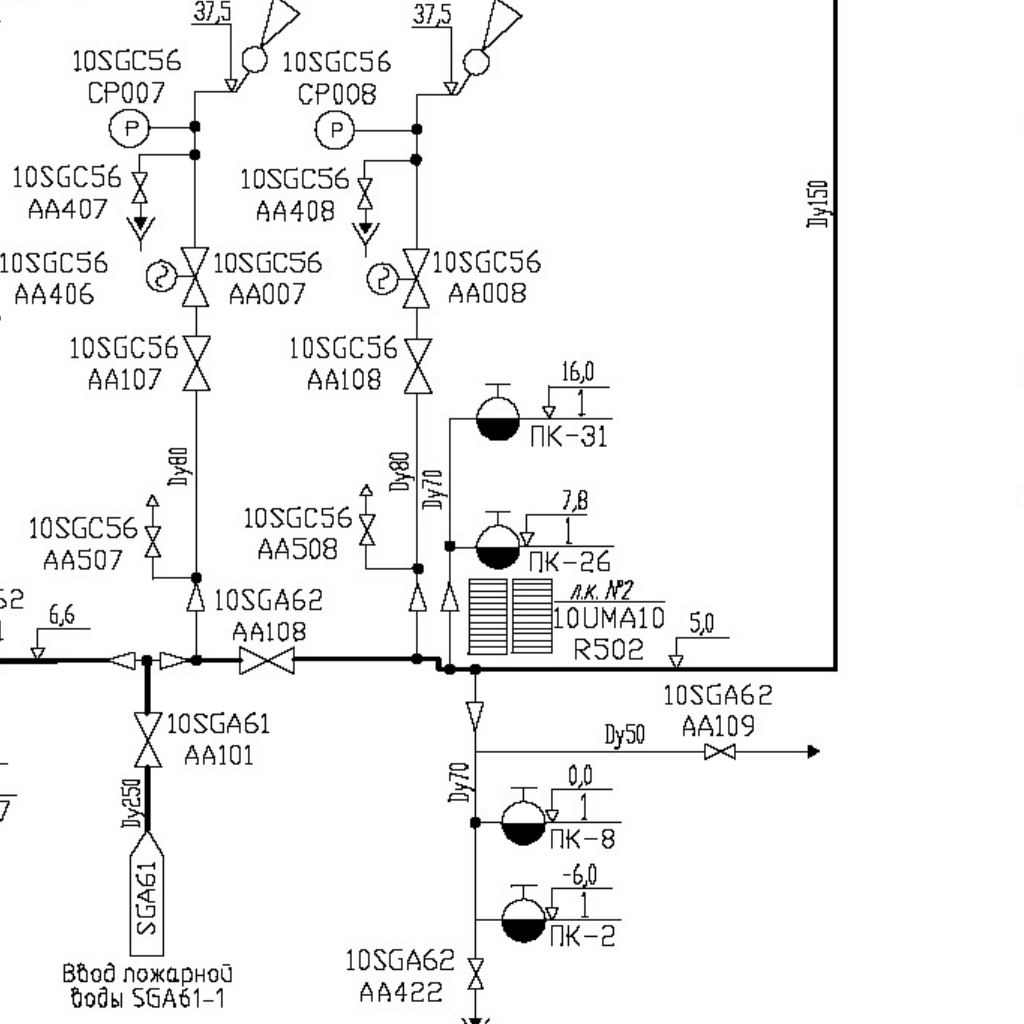 37,5
37,5
10SGC56
CP007
10SGC56
CP008
P
P
10SGC56
AA407
10SGC56
AA408
Dy150
10SGC56
AA406
10SGC56
AA007
10SGC56
AA008
10SGC56
AA107
10SGC56
AA108
16,0
1
ПК-31
Dy80
Dy80
Dy70
7,8
1
ПК-26
10SGC56
AA507
10SGC56
AA508
л.к. №2
10UMA10
R502
62
6,6
10SGA62
AA108
5,0
10SGA61
AA101
10SGA62
AA109
Dy50
Dy250
Dy70
7
0,0
1
ПК-8
-6,0
1
ПК-2
SGA61
Ввод пожарной
воды SGA61-1
10SGA62
AA422